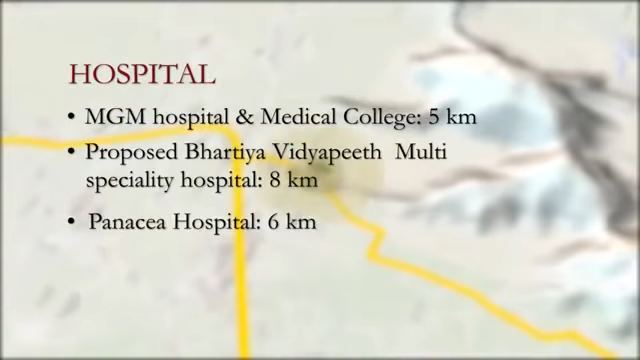 HOSPITAL
• MGM hospital & Medical College: 5 km
• Proposed Bhartiya Vidyapeeth Multi
speciality hospital: 8 km
• Panacea Hospital: 6 km